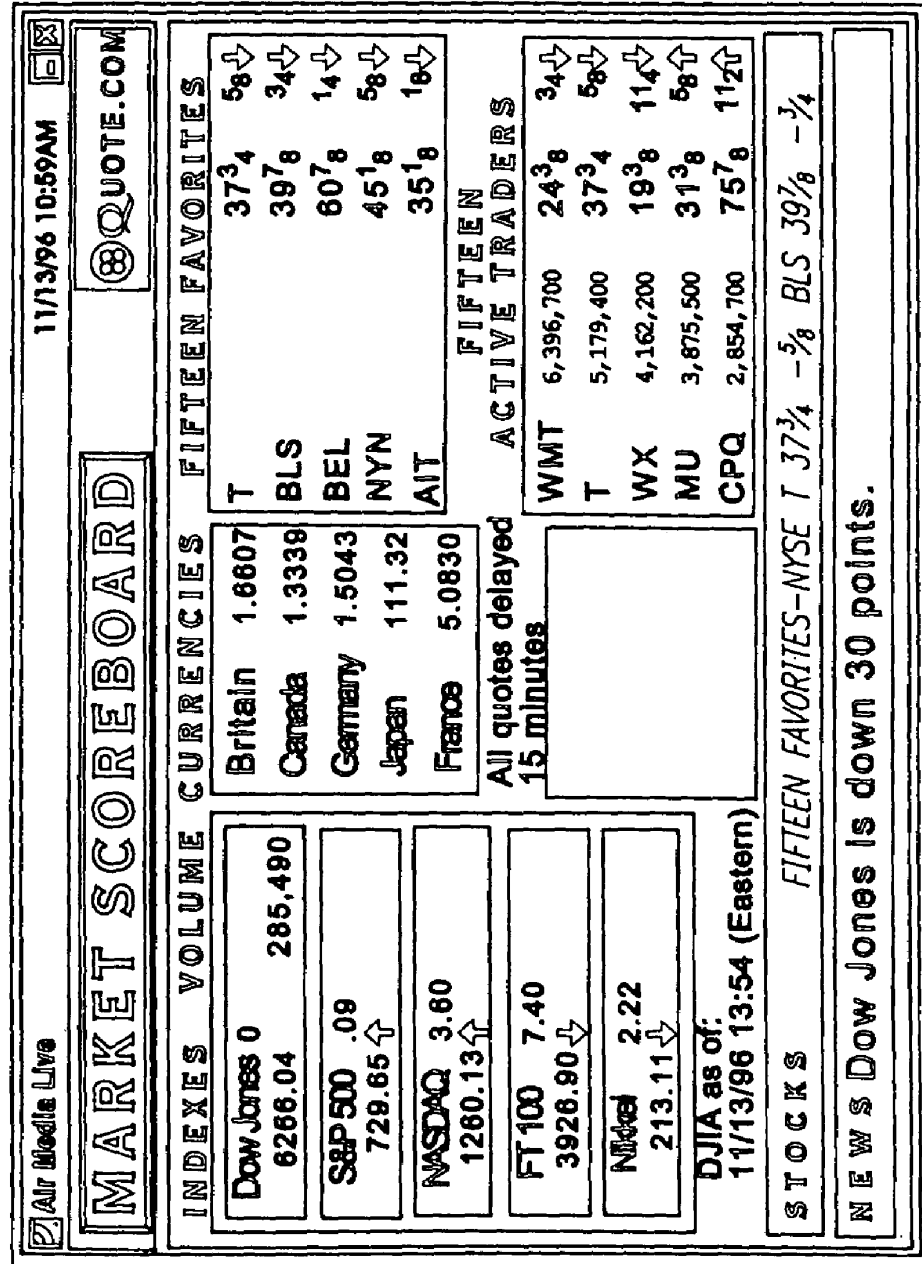 Air Media Live 11/13/96 10:59AM
MARKET SCOREBOARD
QUOTE.COM
INDEXES VOLUME
Dow Jones 0
6266.04 285,490
S&P 500 .09
729.65 ⇧
NASDAQ 3.60
1260.13 ⇧
FT 100 7.40
3926.90 ⇩
Nikkei 2.22
213.11 ⇩
DJIA as of:
11/13/96 13:54 (Eastern)
CURRENCIES
Britain 1.6607
Canada 1.3339
Germany 1.5043
Japan 111.32
France 5.0830
All quotes delayed
15 minutes
FIFTEEN FAVORITES
T 37 3/4 5/8 ⇩
BLS 39 7/8 3/4 ⇩
BEL 60 7/8 1/4 ⇩
NYN 45 1/8 5/8 ⇩
AIT 35 1/8 1/8 ⇩
FIFTEEN
ACTIVE TRADERS
WMT 6,396,700 24 3/8 3/4 ⇩
T 5,179,400 37 3/4 5/8 ⇩
WX 4,162,200 19 3/8 1 1/4 ⇩
MU 3,875,500 31 3/8 5/8 ⇧
CPQ 2,854,700 75 7/8 1 1/2 ⇧
STOCKS FIFTEEN FAVORITES-NYSE T 37 3/4 -5/8 BLS 39 7/8 -3/4
NEWS Dow Jones is down 30 points.